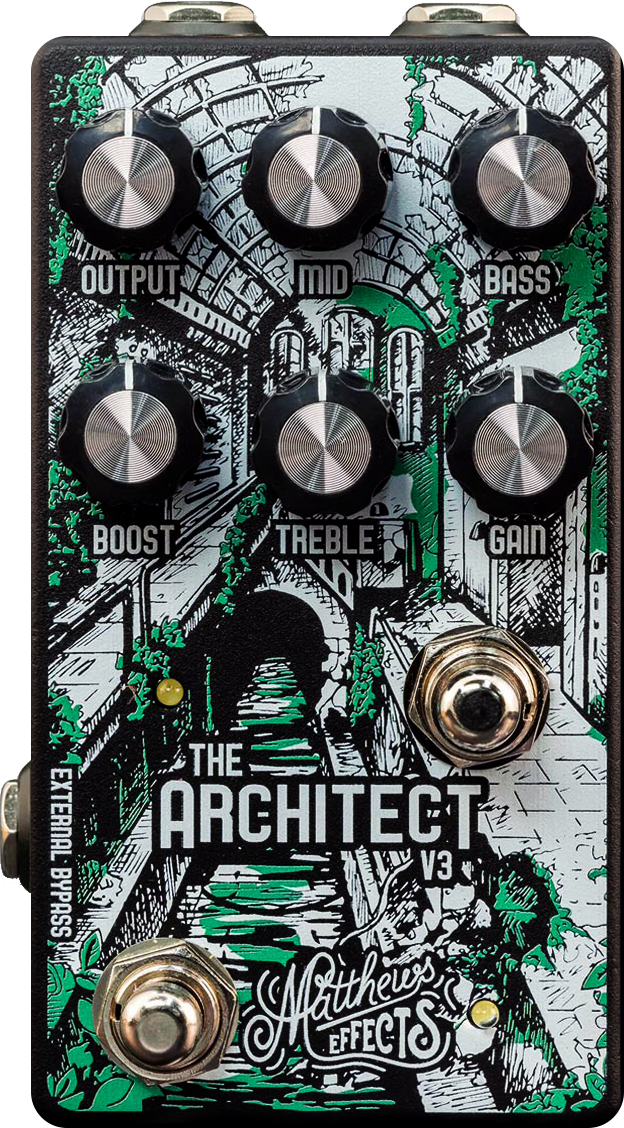 OUTPUT
MID
BASS
BOOST
TREBLE
GAIN
THE
ARCHITECT
V3
EXTERNAL BYPASS
Matthews
EFFECTS